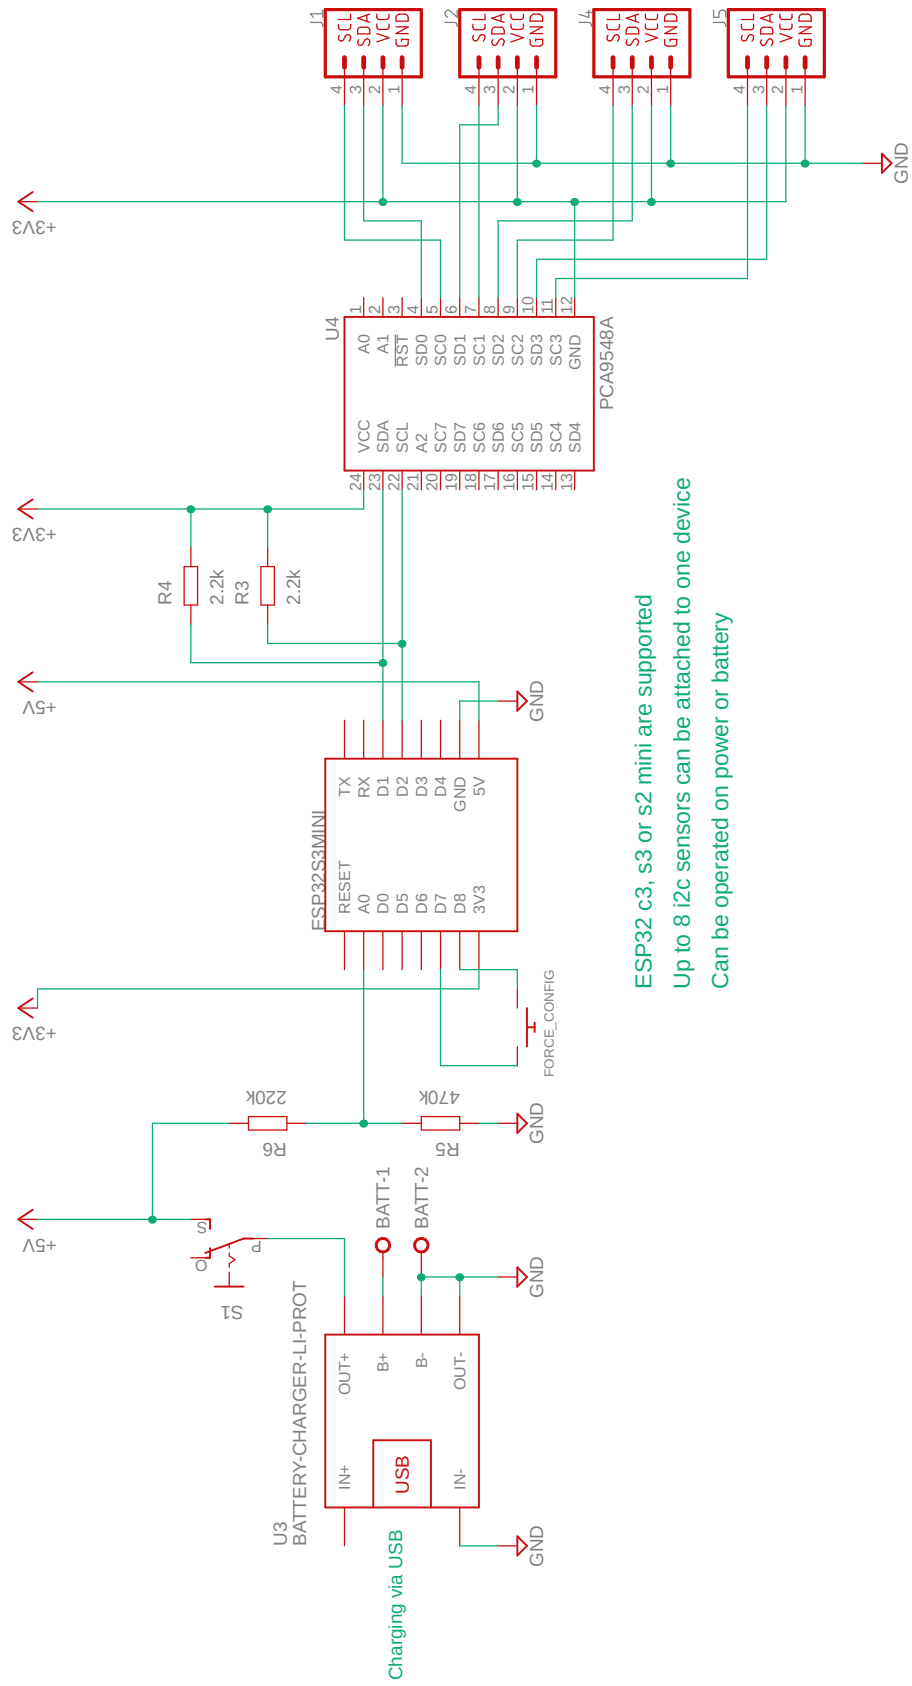 J1
SCL
SDA
VCC
GND
4
3
2
1
J2
SCL
SDA
VCC
GND
4
3
2
1
J4
SCL
SDA
VCC
GND
4
3
2
1
J5
SCL
SDA
VCC
GND
4
3
2
1
GND
+3V3
U4
PCA9548A
1
2
3
4
5
6
7
8
9
10
11
12
A0
A1
RST
SD0
SC0
SD1
SC1
SD2
SC2
SD3
SC3
GND
VCC
SDA
SCL
A2
SC7
SD7
SC6
SD6
SC5
SD5
SC4
SD4
24
23
22
21
20
19
18
17
16
15
14
13
+3V3
R4
2.2k
R3
2.2k
+5V
GND
ESP32S3MINI
TX
RX
D1
D2
D3
D4
GND
5V
RESET
A0
D0
D5
D6
D7
D8
3V3
ESP32 c3, s3 or s2 mini are supported
Up to 8 i2c sensors can be attached to one device
Can be operated on power or battery
+3V3
FORCE_CONFIG
220k
R6
470k
R5
GND
+5V
S
P
O
S1
BATT-1
BATT-2
GND
U3
BATTERY-CHARGER-LI-PROT
OUT+
B+
B-
OUT-
IN+
USB
IN-
GND
Charging via USB